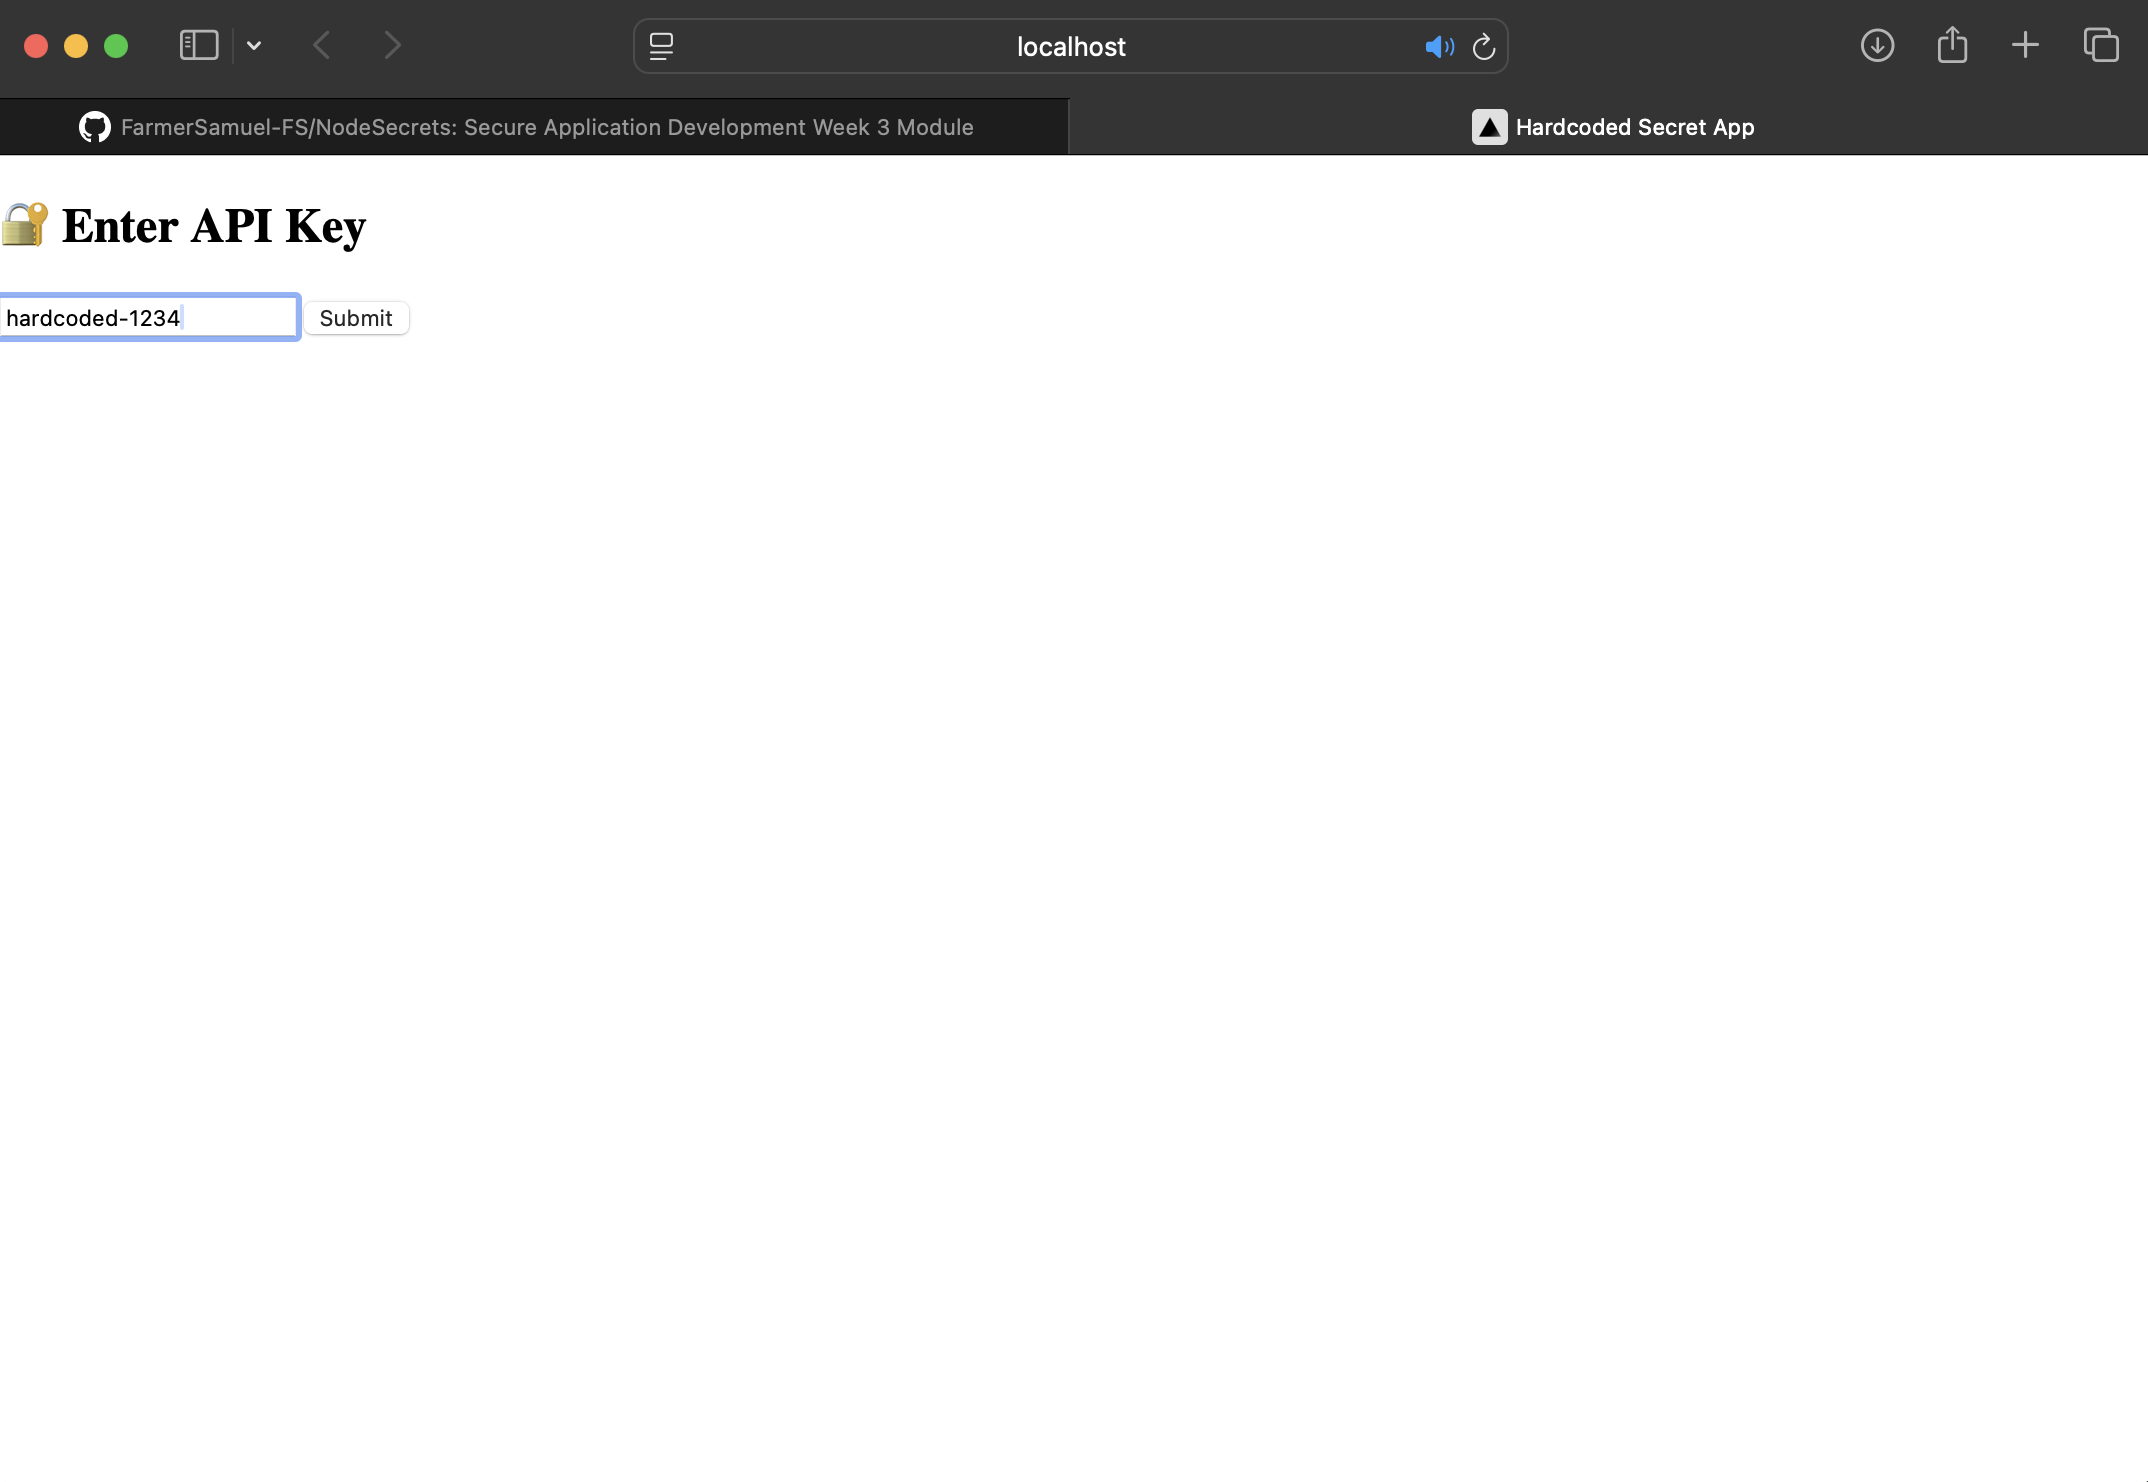 localhost
FarmerSamuel-FS/NodeSecrets: Secure Application Development Week 3 Module
Hardcoded Secret App
🔐 Enter API Key
hardcoded-1234
Submit